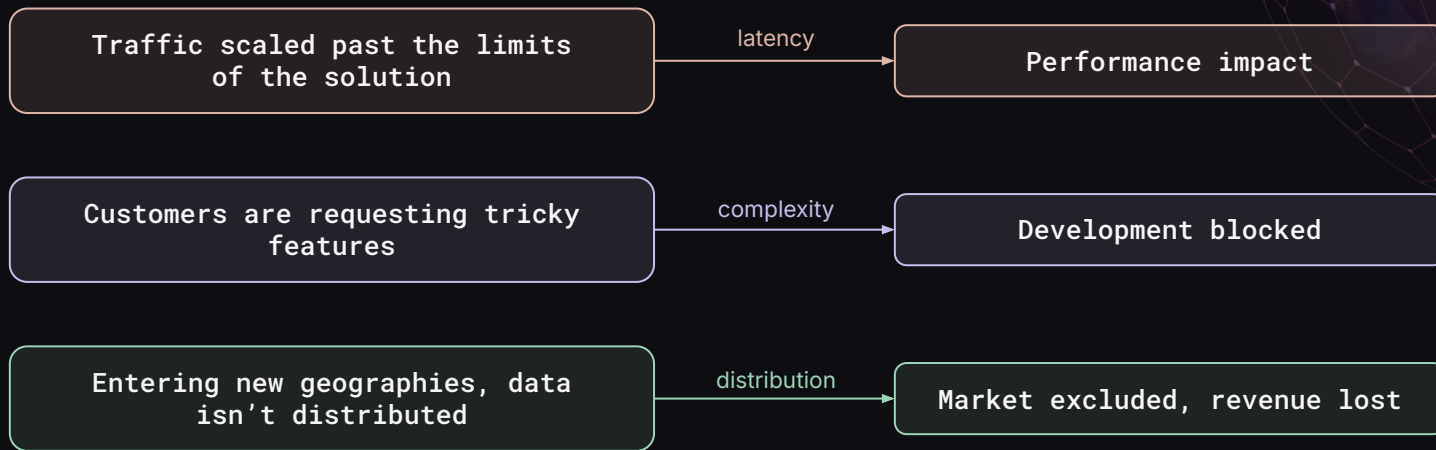 Traffic scaled past the limits
of the solution
latency
Performance impact
Customers are requesting tricky
features
complexity
Development blocked
Entering new geographies, data
isn’t distributed
distribution
Market excluded, revenue lost